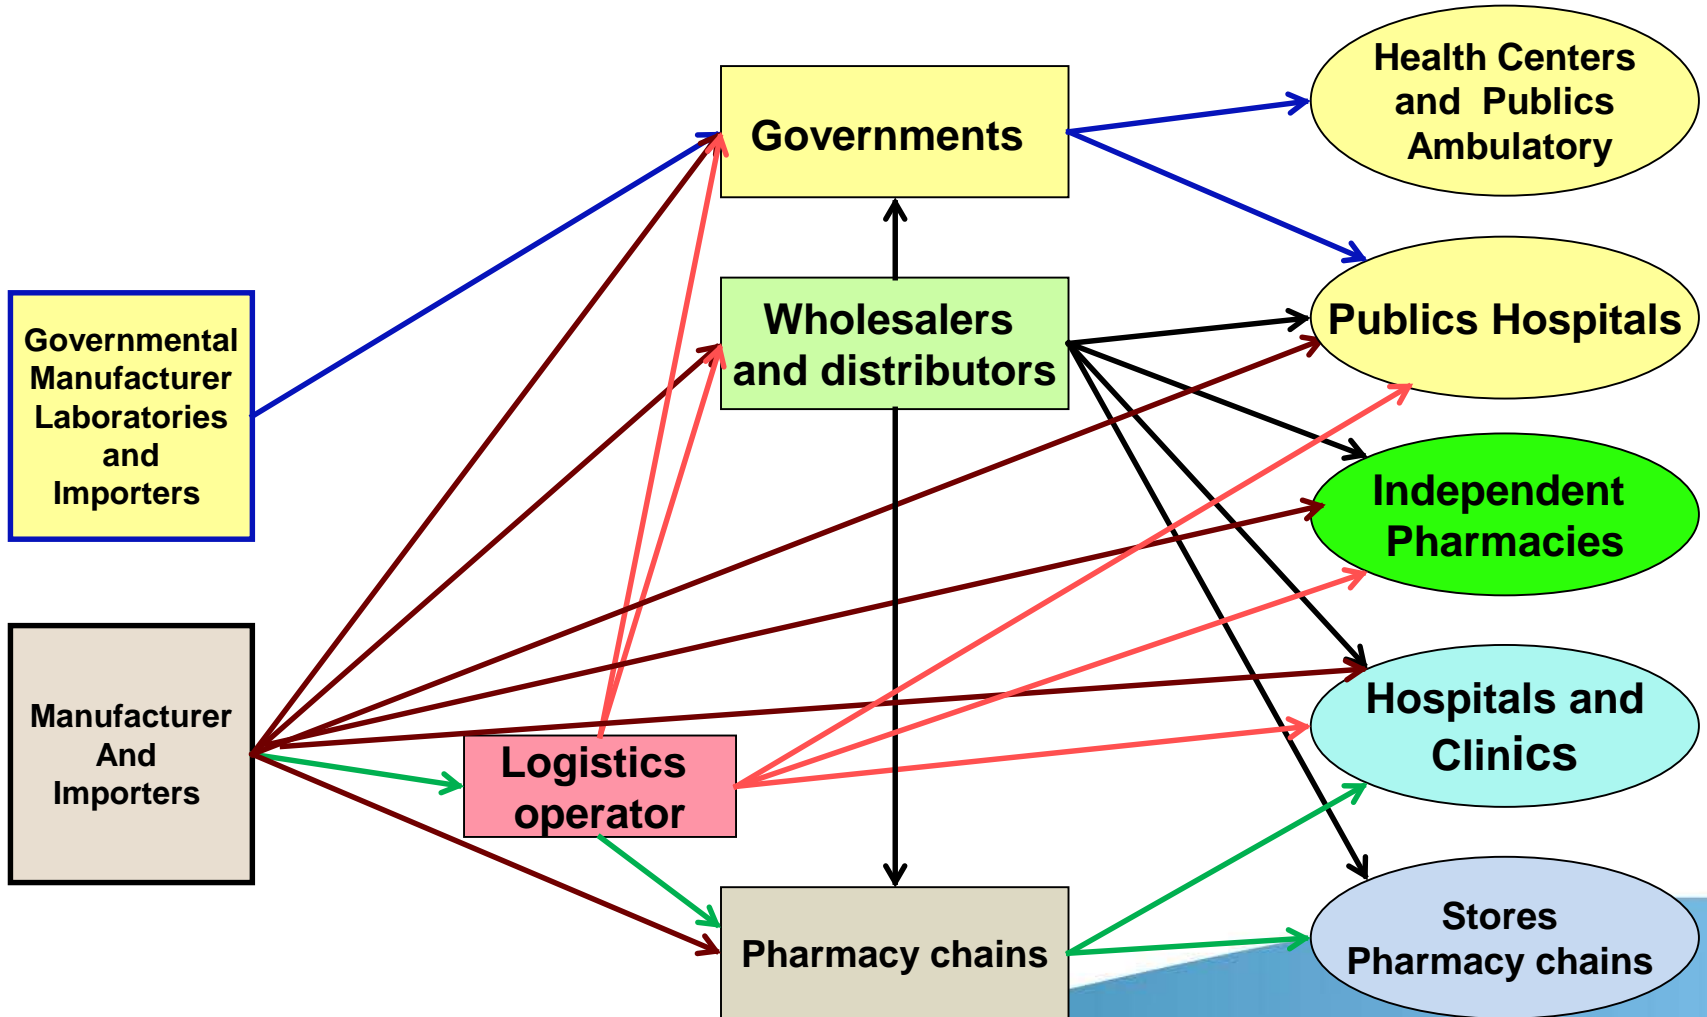 Governmental
Manufacturer
Laboratories
and
Importers
Manufacturer
And
Importers
Logistics
operator
Governments
Wholesalers
and distributors
Pharmacy chains
Health Centers
and Publics
Ambulatory
Publics Hospitals
Independent
Pharmacies
Hospitals and
Clinics
Stores
Pharmacy chains